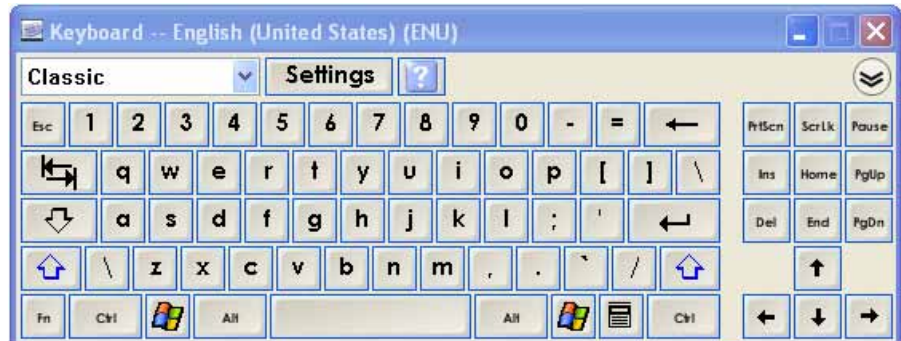 Keyboard -- English (United States) (ENU)
Classic Settings ?
Esc 1 2 3 4 5 6 7 8 9 0 - = PrtScn ScrLk Pause
q w e r t y u i o p [ ] \ Ins Home PgUp
a s d f g h j k l ; ' Del End PgDn
\ z x c v b n m , . ` /
Fn Ctrl Alt Alt Ctrl